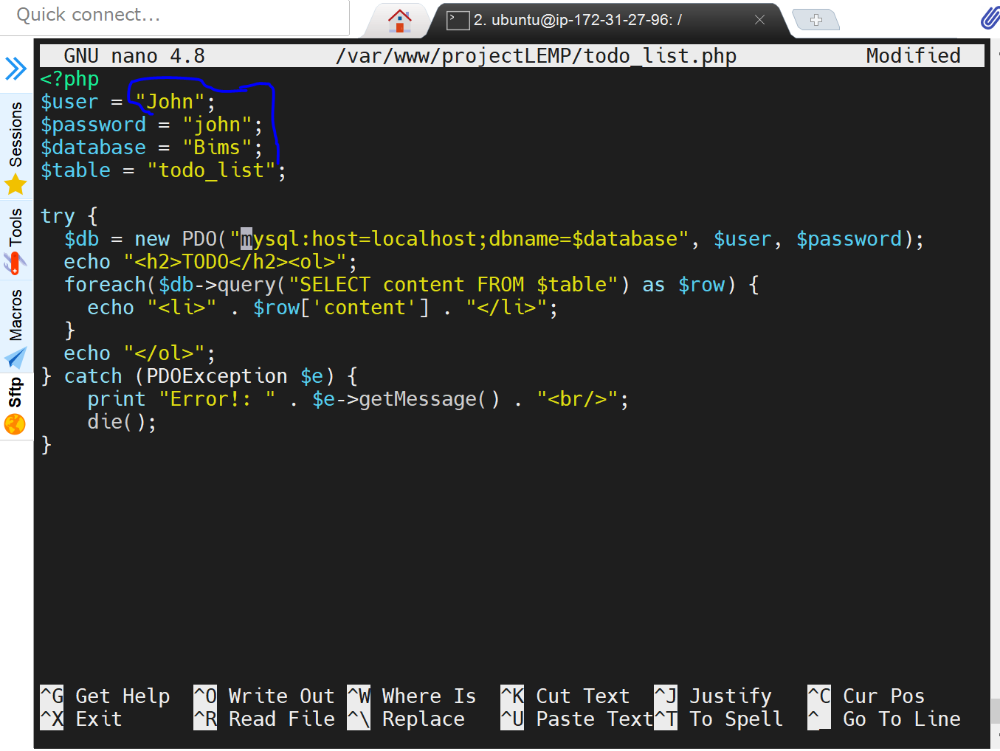 Quick connect...
2. ubuntu@ip-172-31-27-96: /
Sessions
Tools
Macros
Sftp
GNU nano 4.8 /var/www/projectLEMP/todo_list.php Modified
<?php
$user = "John";
$password = "john";
$database = "Bims";
$table = "todo_list";
try {
  $db = new PDO("mysql:host=localhost;dbname=$database", $user, $password);
  echo "<h2>TODO</h2><ol>";
  foreach($db->query("SELECT content FROM $table") as $row) {
    echo "<li>" . $row['content'] . "</li>";
  }
  echo "</ol>";
} catch (PDOException $e) {
    print "Error!: " . $e->getMessage() . "<br/>";
    die();
}
^G Get Help ^O Write Out ^W Where Is ^K Cut Text ^J Justify ^C Cur Pos
^X Exit ^R Read File ^\ Replace ^U Paste Text ^T To Spell ^_ Go To Line